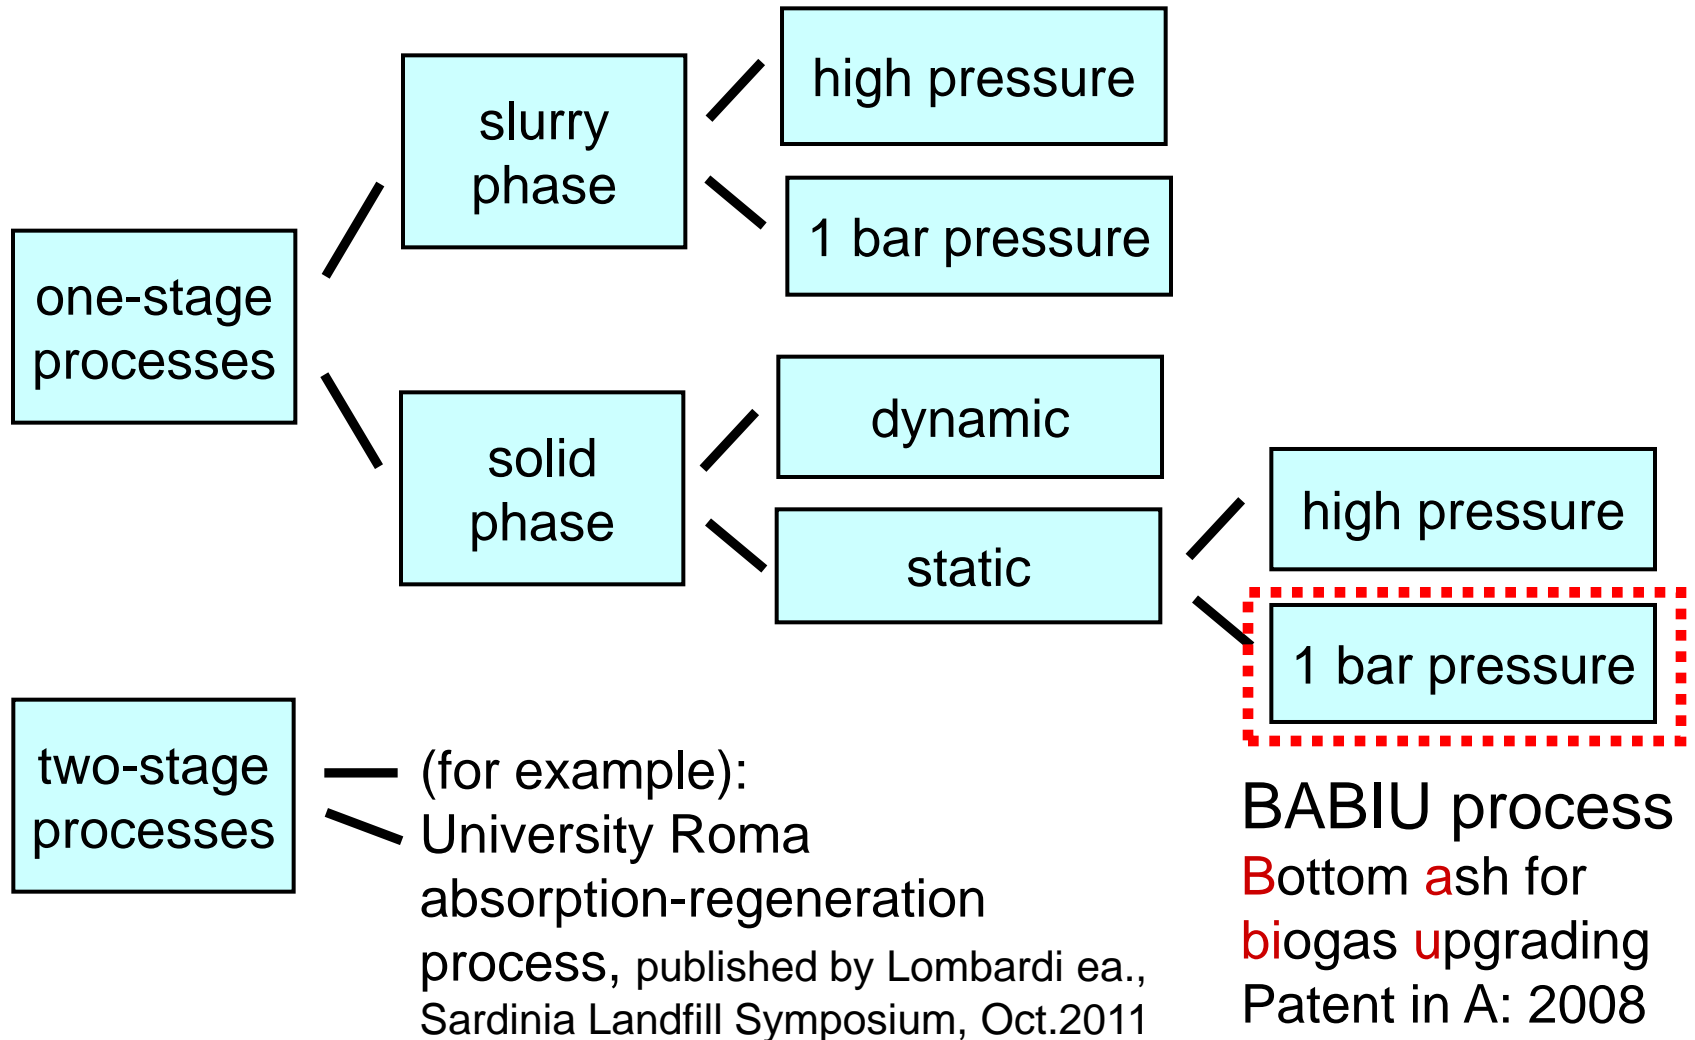 one-stage
processes
slurry
phase
high pressure
1 bar pressure
solid
phase
dynamic
static
high pressure
1 bar pressure
two-stage
processes
(for example):
University Roma
absorption-regeneration
process, published by Lombardi ea.,
Sardinia Landfill Symposium, Oct.2011
BABIU process
Bottom ash for
biogas upgrading
Patent in A: 2008